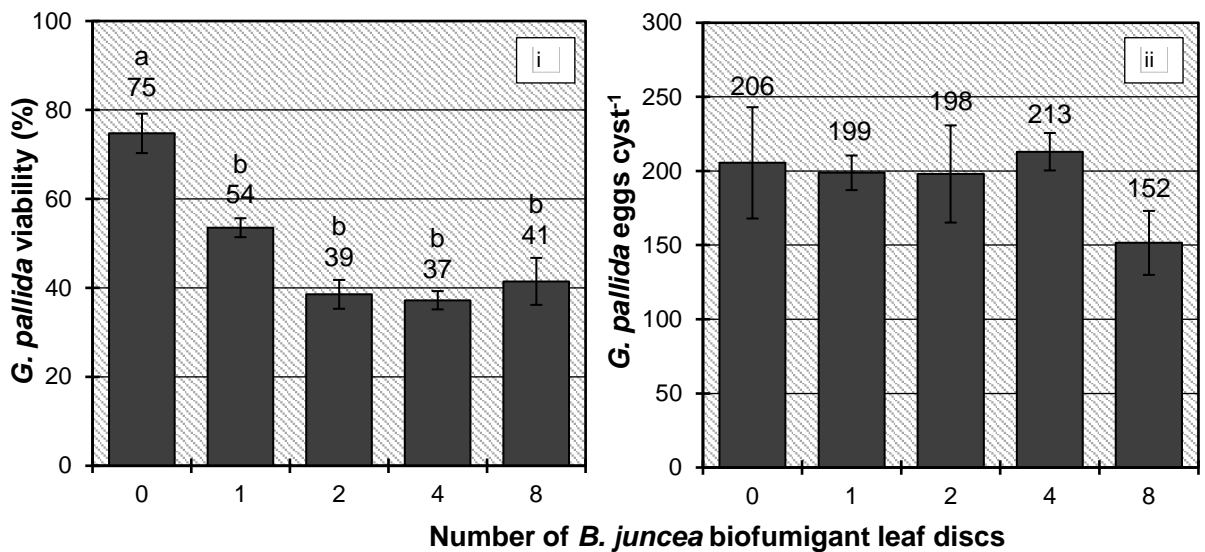 G. pallida viability (%)
100
80
60
40
20
0
i
a
75
b
54
b
39
b
37
b
41
0 1 2 4 8
G. pallida eggs cyst⁻¹
300
250
200
150
100
50
0
ii
206
199
198
213
152
0 1 2 4 8
Number of B. juncea biofumigant leaf discs